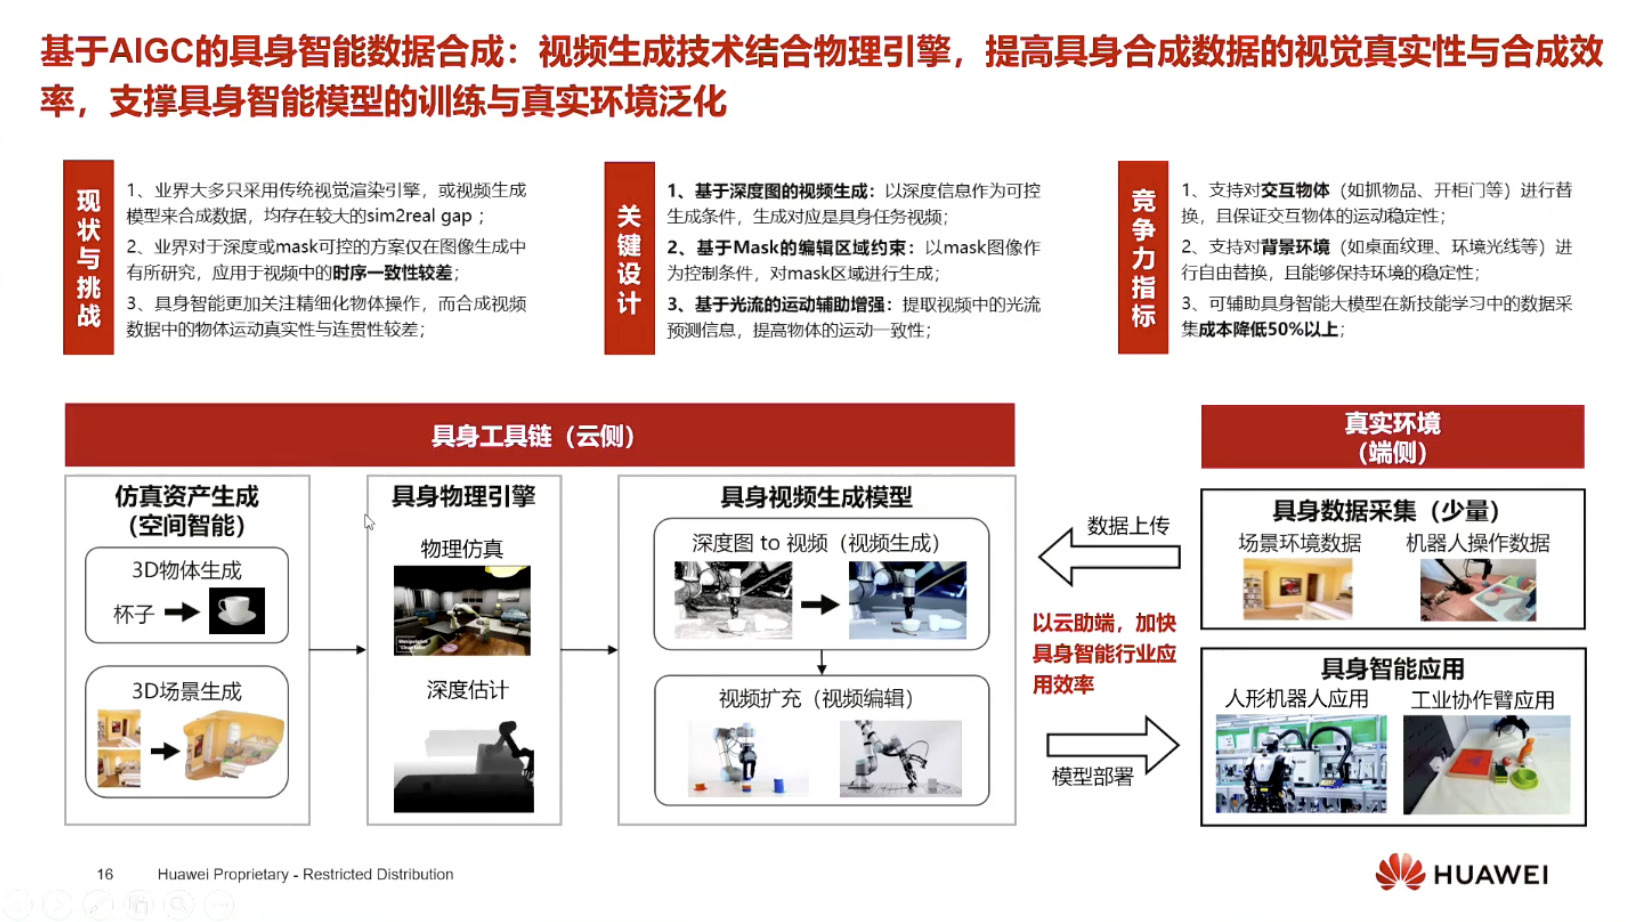 基于AIGC的具身智能数据合成：视频生成技术结合物理引擎，提高具身合成数据的视觉真实性与合成效
率，支撑具身智能模型的训练与真实环境泛化
现状与挑战
1、业界大多只采用传统视觉渲染引擎，或视频生成
模型来合成数据，均存在较大的sim2real gap ；
2、业界对于深度或mask可控的方案仅在图像生成中
有所研究，应用于视频中的时序一致性较差；
3、具身智能更加关注精细化物体操作，而合成视频
数据中的物体运动真实性与连贯性较差；
关键设计
1、基于深度图的视频生成：以深度信息作为可控
生成条件，生成对应是具身任务视频；
2、基于Mask的编辑区域约束：以mask图像作
为控制条件，对mask区域进行生成；
3、基于光流的运动辅助增强：提取视频中的光流
预测信息，提高物体的运动一致性；
竞争力指标
1、支持对交互物体（如抓物品、开柜门等）进行替
换，且保证交互物体的运动稳定性；
2、支持对背景环境（如桌面纹理、环境光线等）进
行自由替换，且能够保持环境的稳定性；
3、可辅助具身智能大模型在新技能学习中的数据采
集成本降低50%以上；
具身工具链（云侧）
仿真资产生成
（空间智能）
3D物体生成
杯子
3D场景生成
具身物理引擎
物理仿真
深度估计
具身视频生成模型
深度图 to 视频（视频生成）
视频扩充（视频编辑）
数据上传
以云助端，加快
具身智能行业应
用效率
模型部署
真实环境
（端侧）
具身数据采集（少量）
场景环境数据
机器人操作数据
具身智能应用
人形机器人应用
工业协作臂应用
16
Huawei Proprietary - Restricted Distribution
HUAWEI